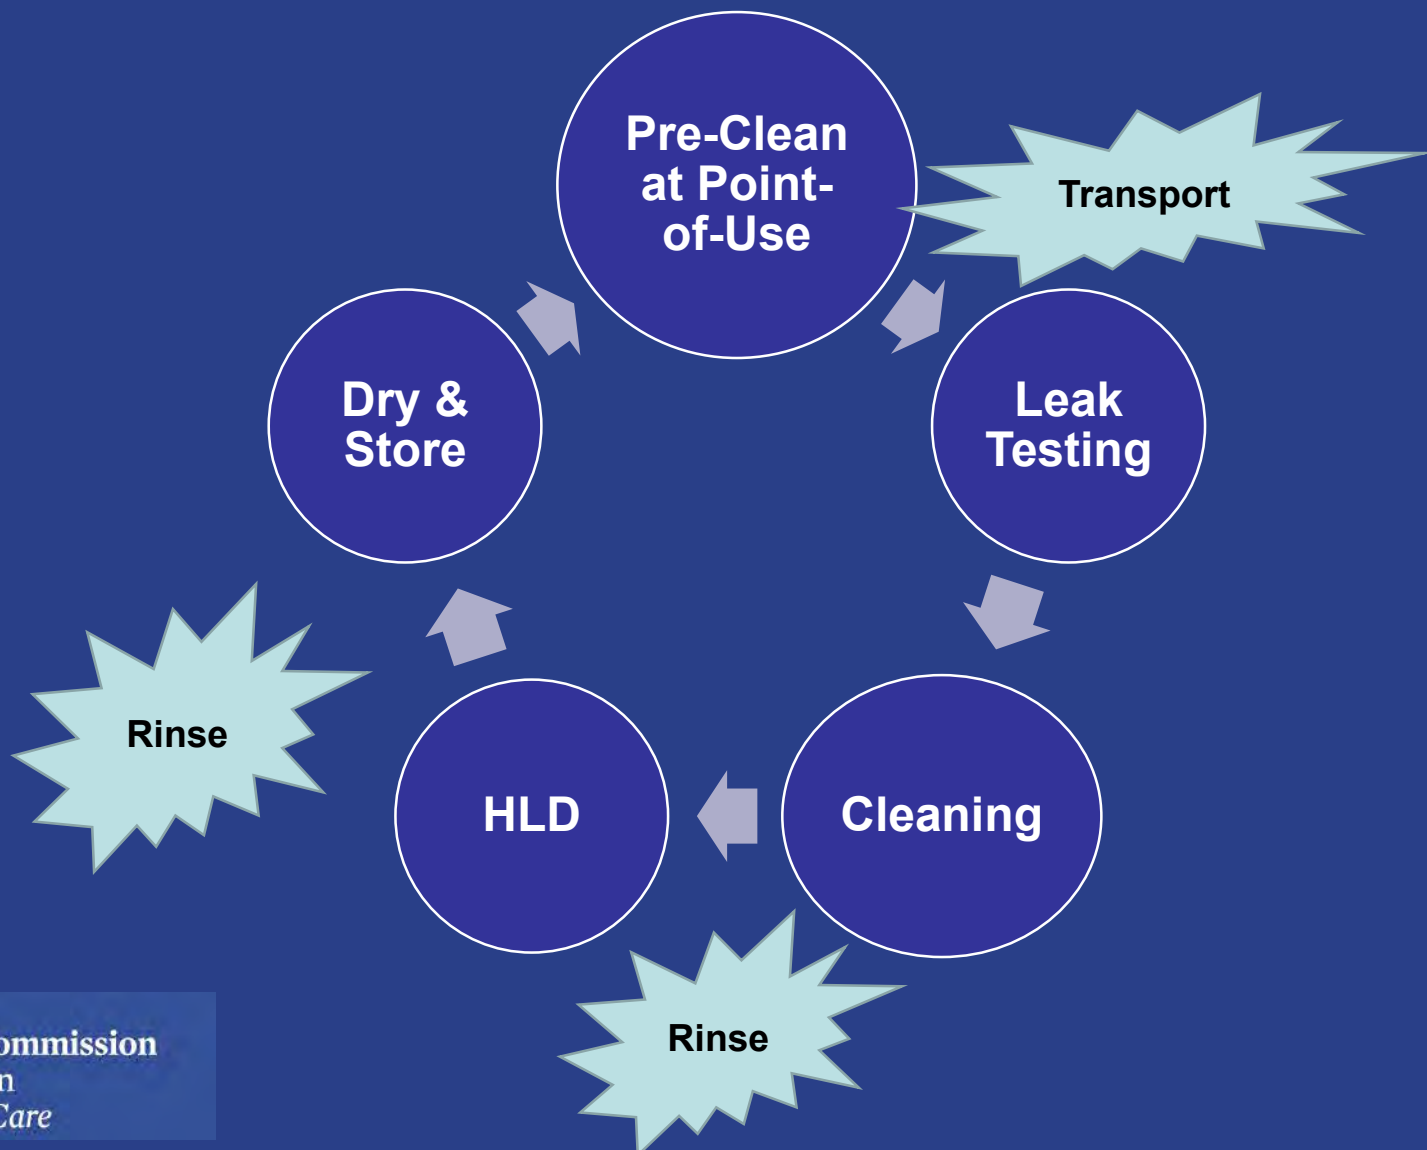 Pre-Clean
at Point-
of-Use
Transport
Leak
Testing
Cleaning
Rinse
HLD
Rinse
Dry &
Store
ommission
n
Care